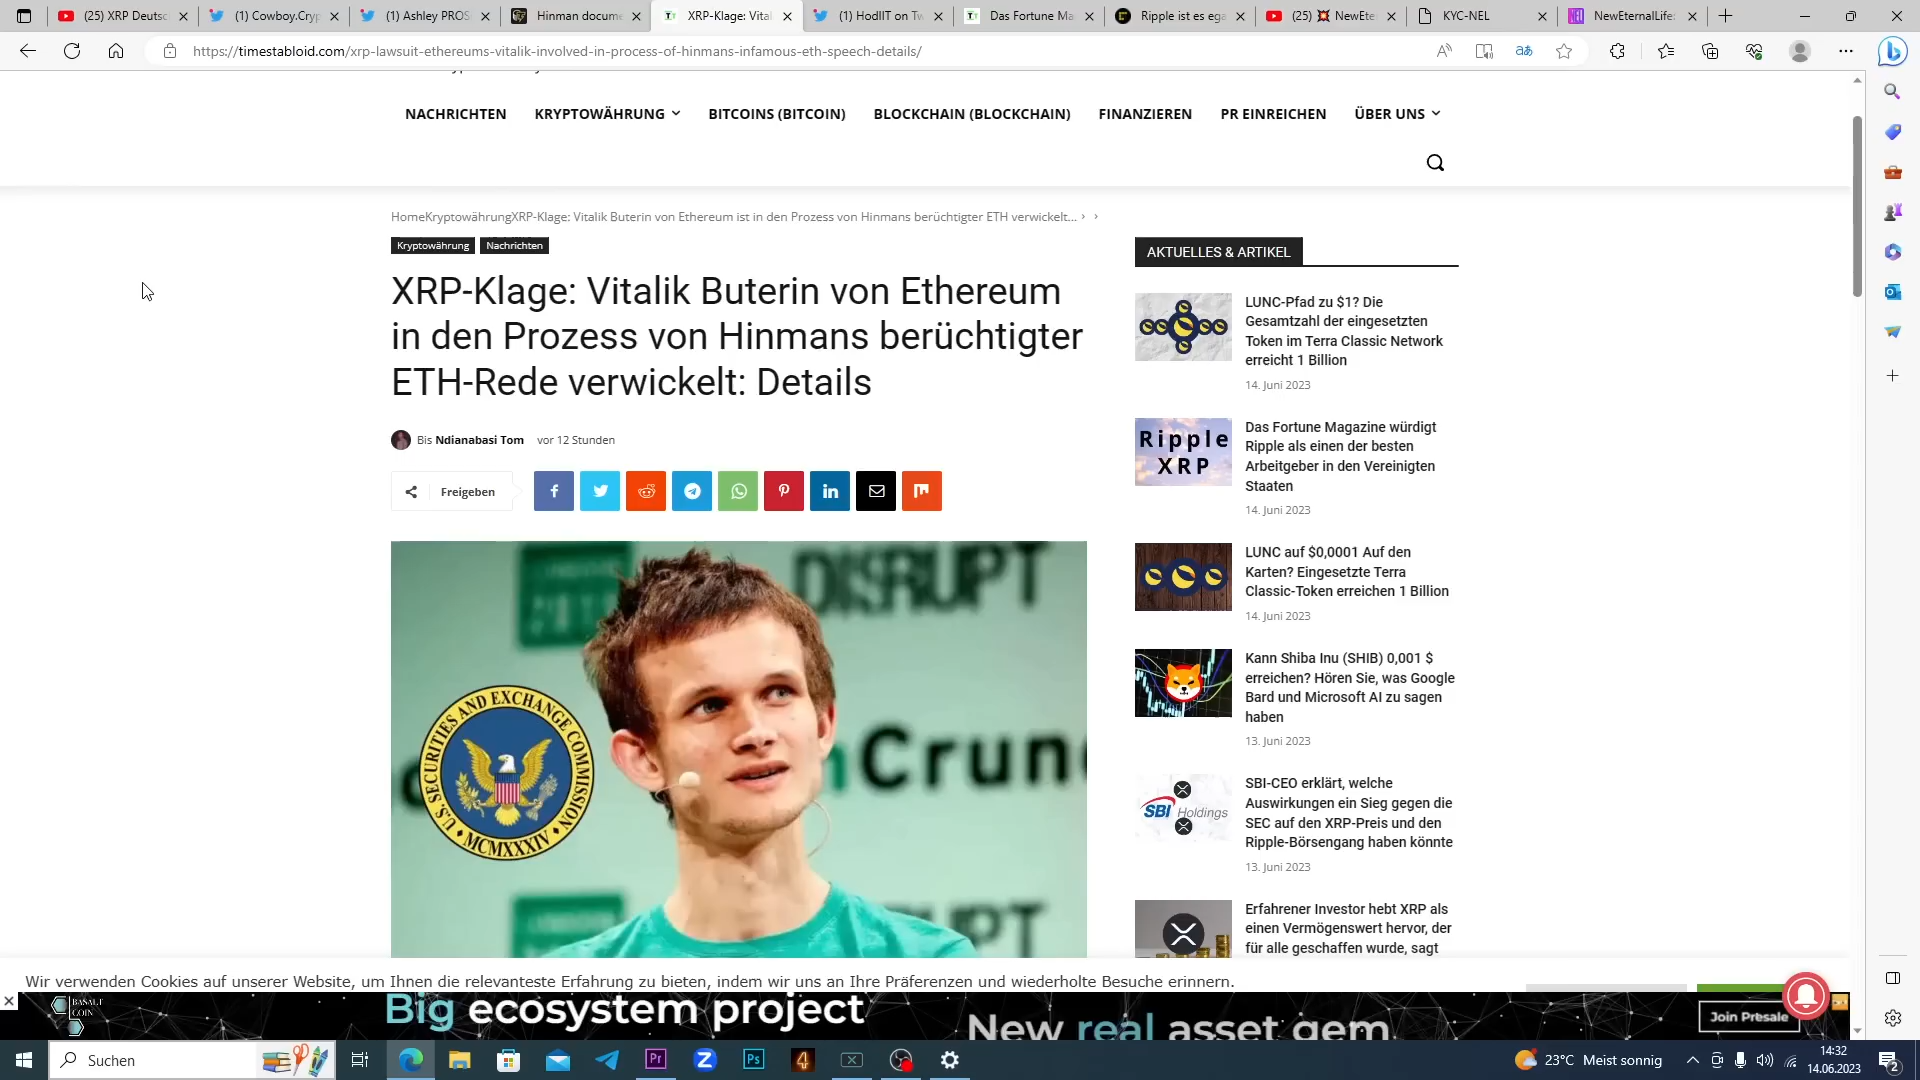 (25) XRP Deutsc
(1) Cowboy.Cryp
(1) Ashley PROS
Hinman docume
XRP-Klage: Vital
(1) HodlIT on Tw
Das Fortune Ma
Ripple ist es ega
(25) 💥 NewEte
KYC-NEL
NewEternalLife
https://timestabloid.com/xrp-lawsuit-ethereums-vitalik-involved-in-process-of-hinmans-infamous-eth-speech-details/
NACHRICHTEN
KRYPTOWÄHRUNG
BITCOINS (BITCOIN)
BLOCKCHAIN (BLOCKCHAIN)
FINANZIEREN
PR EINREICHEN
ÜBER UNS
HomeKryptowährungXRP-Klage: Vitalik Buterin von Ethereum ist in den Prozess von Hinmans berüchtigter ETH verwickelt... › ›
Kryptowährung
Nachrichten
XRP-Klage: Vitalik Buterin von Ethereum
in den Prozess von Hinmans berüchtigter
ETH-Rede verwickelt: Details
Bis Ndianabasi Tom vor 12 Stunden
Freigeben
DISRUPT
Crun
U.S. SECURITIES AND EXCHANGE COMMISSION
MCMXXXIV
AKTUELLES & ARTIKEL
LUNC-Pfad zu $1? Die
Gesamtzahl der eingesetzten
Token im Terra Classic Network
erreicht 1 Billion
14. Juni 2023
Ripple
XRP
Das Fortune Magazine würdigt
Ripple als einen der besten
Arbeitgeber in den Vereinigten
Staaten
14. Juni 2023
LUNC auf $0,0001 Auf den
Karten? Eingesetzte Terra
Classic-Token erreichen 1 Billion
14. Juni 2023
Kann Shiba Inu (SHIB) 0,001 $
erreichen? Hören Sie, was Google
Bard und Microsoft AI zu sagen
haben
13. Juni 2023
SBI Holdings
SBI-CEO erklärt, welche
Auswirkungen ein Sieg gegen die
SEC auf den XRP-Preis und den
Ripple-Börsengang haben könnte
13. Juni 2023
Erfahrener Investor hebt XRP als
einen Vermögenswert hervor, der
für alle geschaffen wurde, sagt
Wir verwenden Cookies auf unserer Website, um Ihnen die relevanteste Erfahrung zu bieten, indem wir uns an Ihre Präferenzen und wiederholte Besuche erinnern.
BASALT
COIN
Big ecosystem project
New real asset gem
Join Presale
Suchen
23°C Meist sonnig
14:32
14.06.2023
2